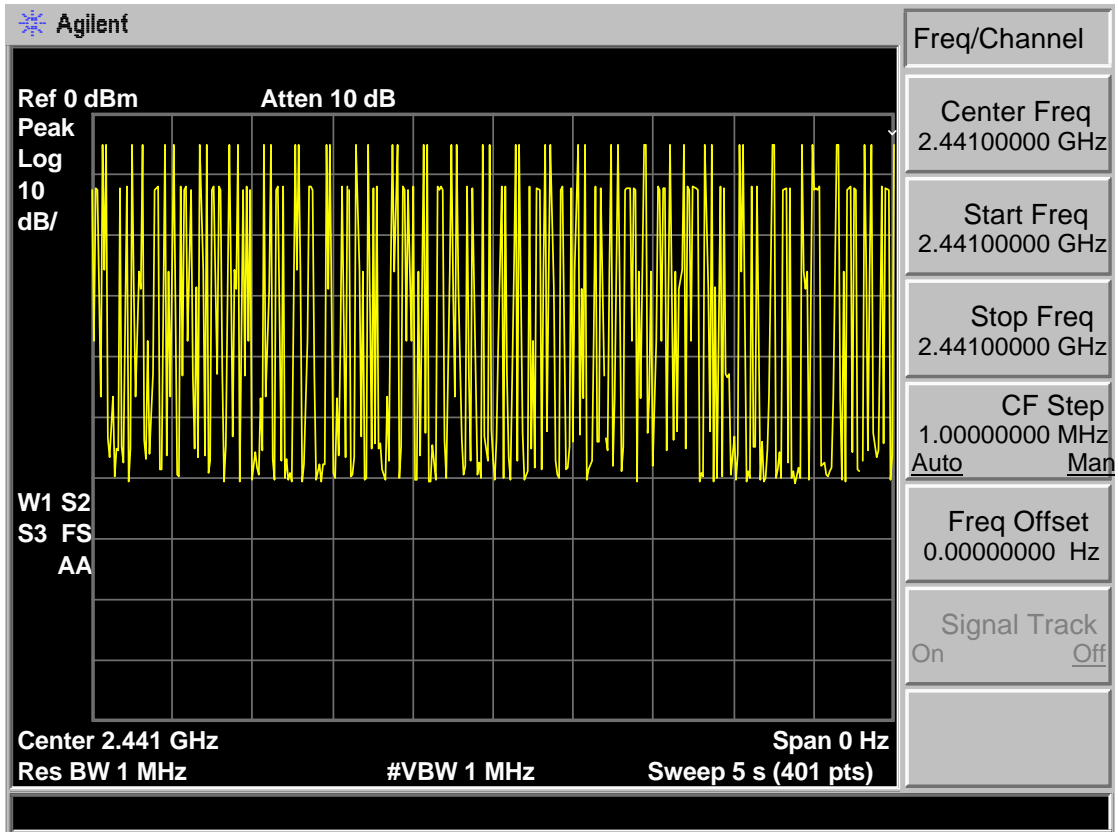 Agilent
Freq/Channel
Ref 0 dBm Atten 10 dB
Peak
Log
10
dB/
W1 S2
S3 FS
AA
Center 2.441 GHz Span 0 Hz
Res BW 1 MHz #VBW 1 MHz Sweep 5 s (401 pts)
Center Freq
2.44100000 GHz
Start Freq
2.44100000 GHz
Stop Freq
2.44100000 GHz
CF Step
1.00000000 MHz
Auto Man
Freq Offset
0.00000000 Hz
Signal Track
On Off